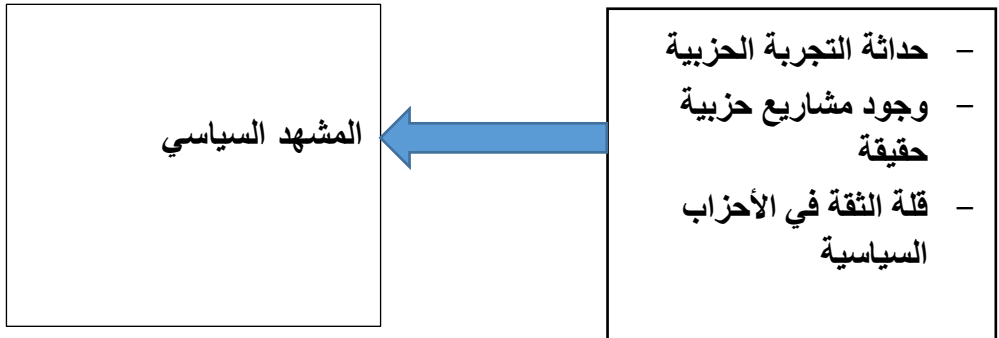 - حداثة التجربة الحزبية
- وجود مشاريع حزبية
حقيقة
- قلة الثقة في الأحزاب
السياسية
المشهد السياسي